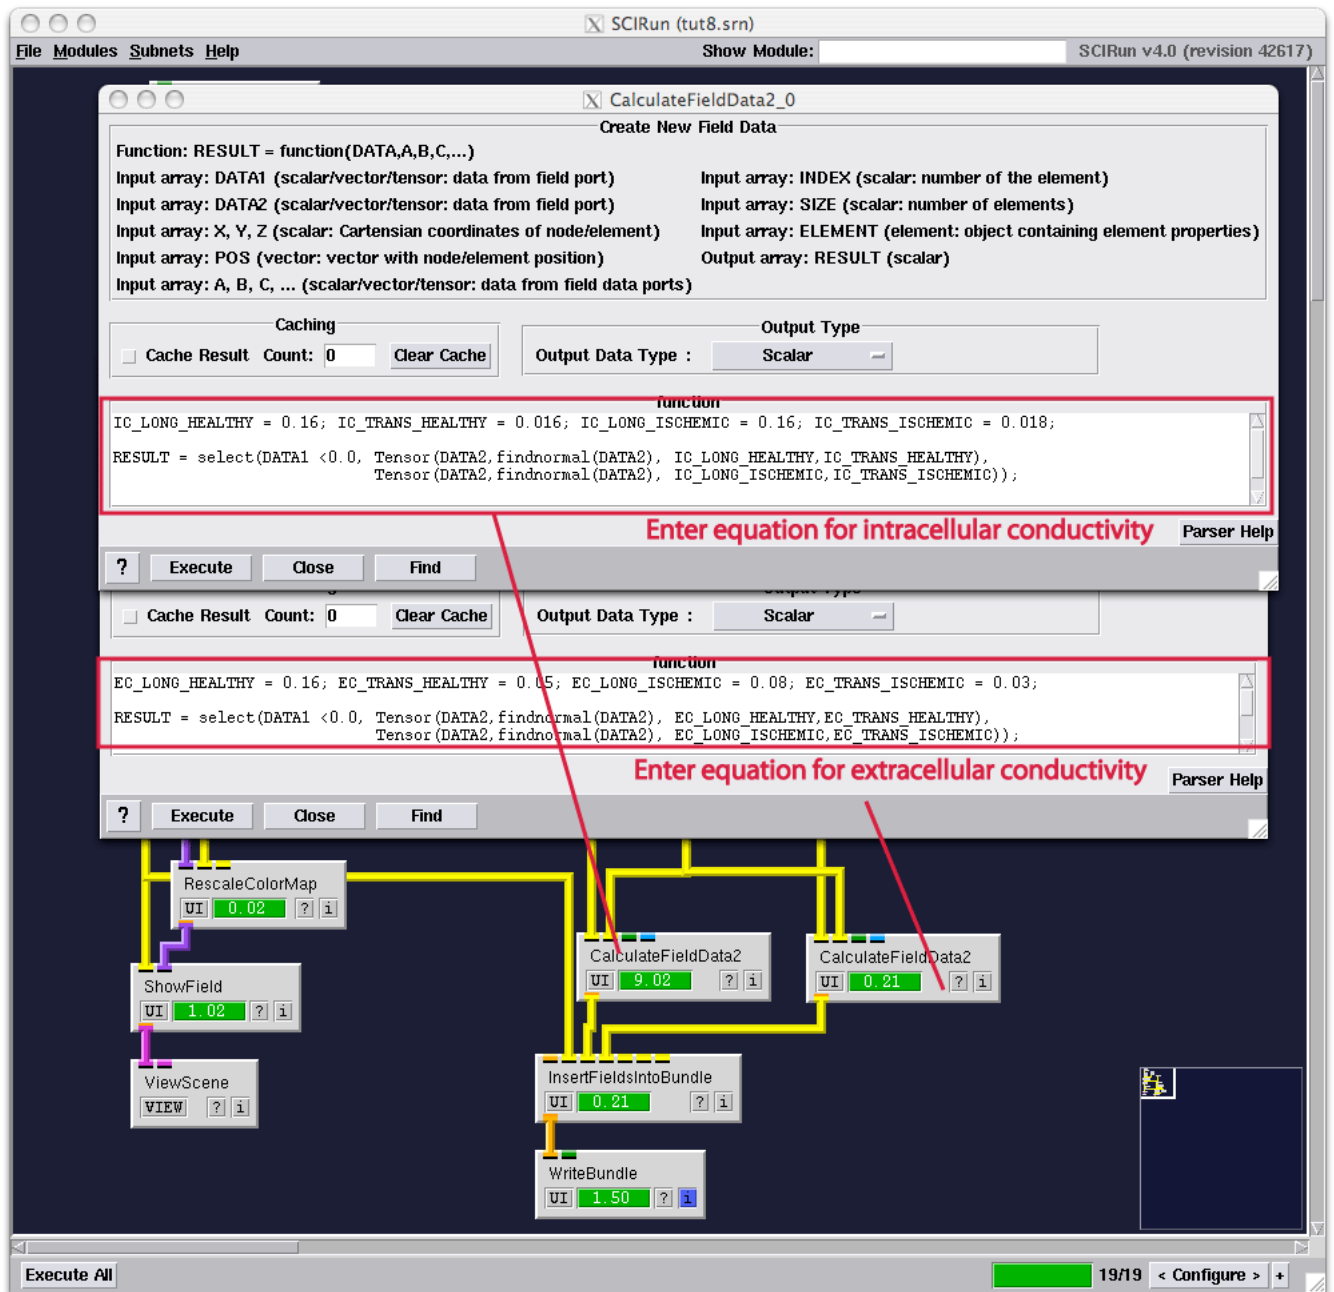 SCIRun (tut8.srn)
File Modules Subnets Help Show Module: SCIRun v4.0 (revision 42617)
CalculateFieldData2_0
Create New Field Data
Function: RESULT = function(DATA,A,B,C,...)
Input array: DATA1 (scalar/vector/tensor: data from field port) Input array: INDEX (scalar: number of the element)
Input array: DATA2 (scalar/vector/tensor: data from field port) Input array: SIZE (scalar: number of elements)
Input array: X, Y, Z (scalar: Cartensian coordinates of node/element) Input array: ELEMENT (element: object containing element properties)
Input array: POS (vector: vector with node/element position) Output array: RESULT (scalar)
Input array: A, B, C, ... (scalar/vector/tensor: data from field data ports)
Caching Output Type
Cache Result Count: 0 Clear Cache Output Data Type : Scalar
function
IC_LONG_HEALTHY = 0.16; IC_TRANS_HEALTHY = 0.016; IC_LONG_ISCHEMIC = 0.16; IC_TRANS_ISCHEMIC = 0.018;
RESULT = select(DATA1 <0.0, Tensor(DATA2,findnormal(DATA2), IC_LONG_HEALTHY,IC_TRANS_HEALTHY),
Tensor(DATA2,findnormal(DATA2), IC_LONG_ISCHEMIC,IC_TRANS_ISCHEMIC));
Enter equation for intracellular conductivity Parser Help
? Execute Close Find
Output Type
Cache Result Count: 0 Clear Cache Output Data Type : Scalar
function
EC_LONG_HEALTHY = 0.16; EC_TRANS_HEALTHY = 0.05; EC_LONG_ISCHEMIC = 0.08; EC_TRANS_ISCHEMIC = 0.03;
RESULT = select(DATA1 <0.0, Tensor(DATA2,findnormal(DATA2), EC_LONG_HEALTHY,EC_TRANS_HEALTHY),
Tensor(DATA2,findnormal(DATA2), EC_LONG_ISCHEMIC,EC_TRANS_ISCHEMIC));
Enter equation for extracellular conductivity Parser Help
? Execute Close Find
RescaleColorMap
UI 0.02 ? i
CalculateFieldData2 CalculateFieldData2
UI 9.02 ? i UI 0.21 ? i
ShowField
UI 1.02 ? i
ViewScene
VIEW ? i
InsertFieldsIntoBundle
UI 0.21 ? i
WriteBundle
UI 1.50 ? i
Execute All 19/19 < Configure > +